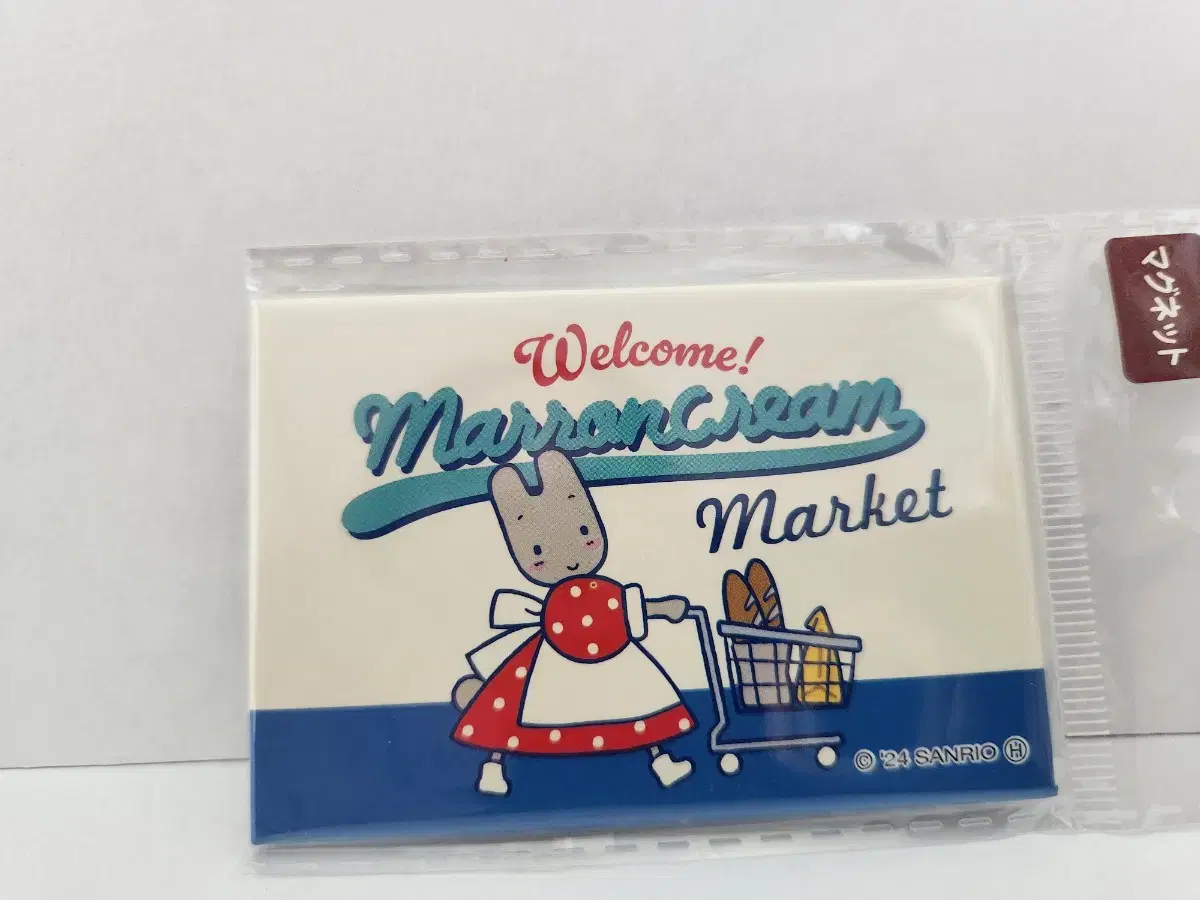 Welcome!
Marroncream
Market
© '24 SANRIO Ⓗ
マグネット